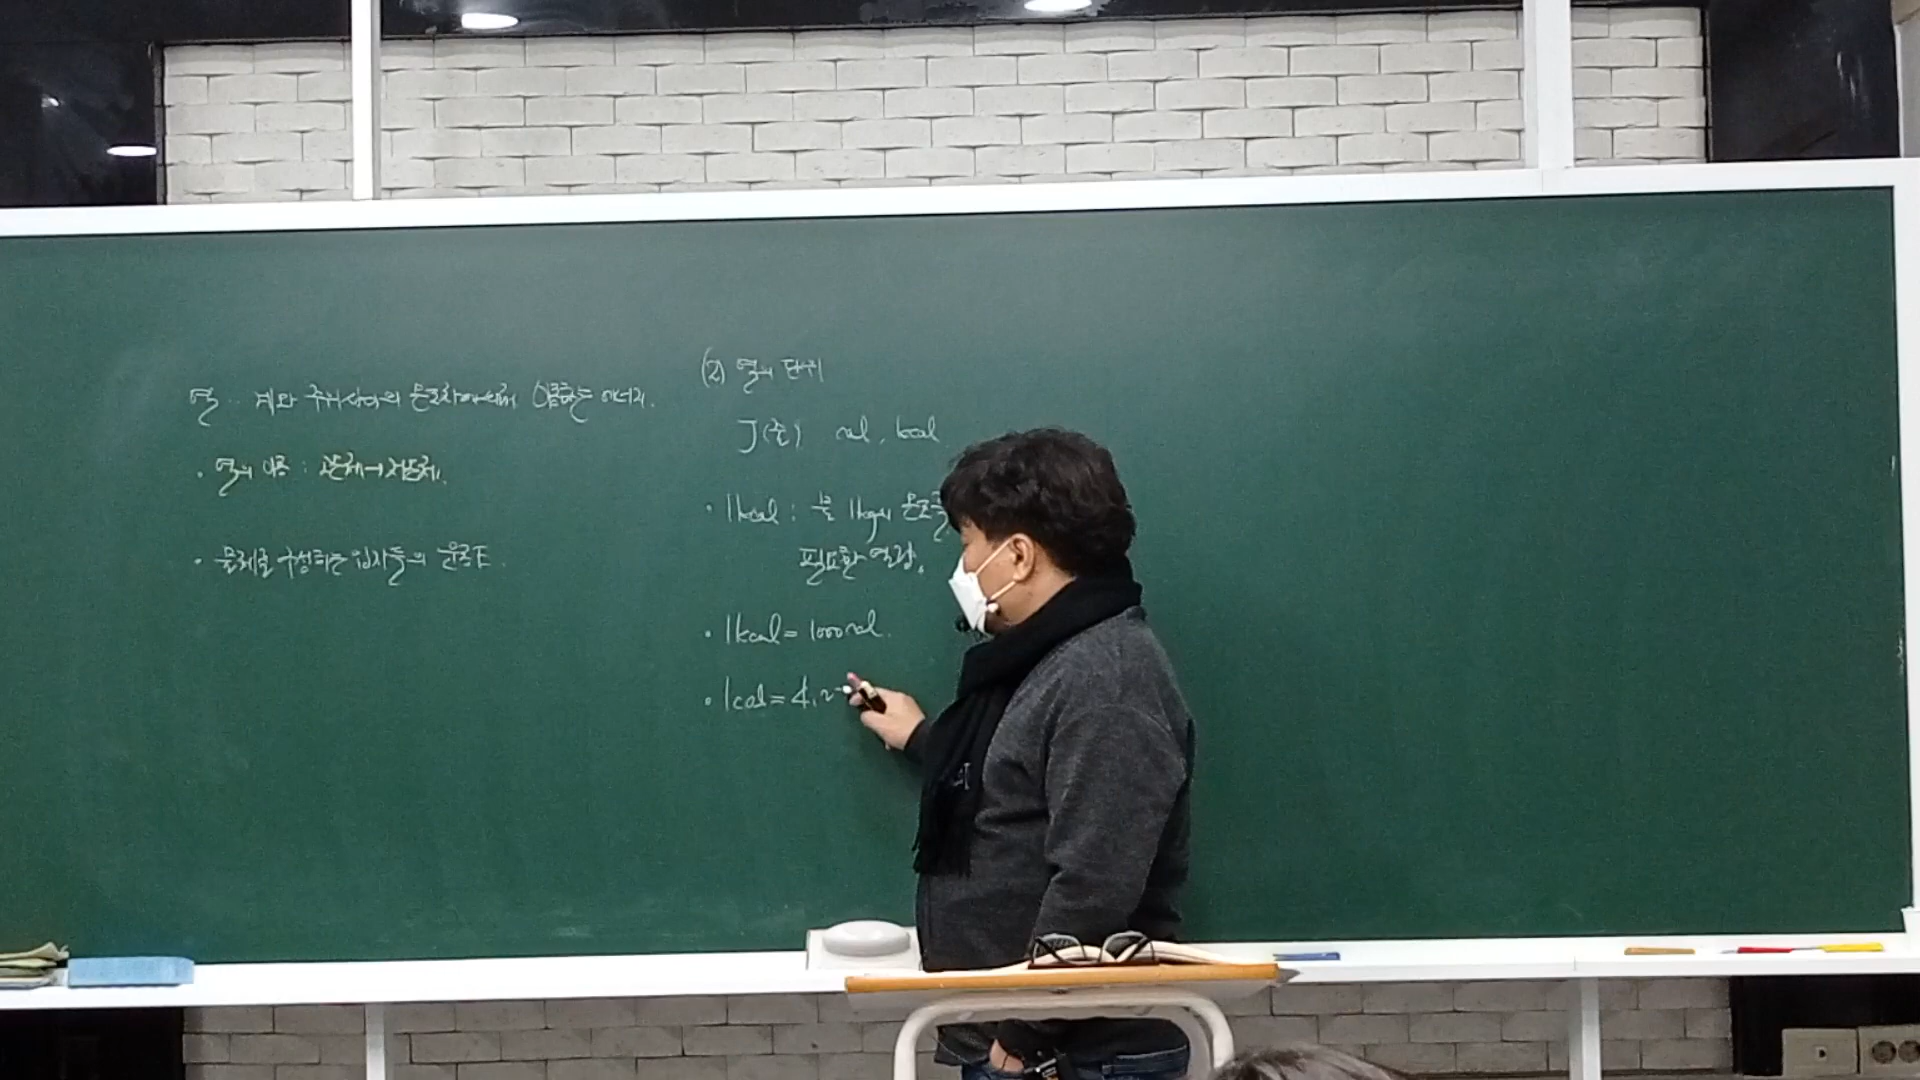 열 : 계와 주위 사이의 온도차에 의해 이동하는 에너지.
· 열의 이동 : 고온체→저온체.
· 물체를 구성하는 입자들의 운동E.
(2) 열의 단위
J(줄) cal, kcal
· 1kcal : 물 1kg의 온도를
필요한 열량.
· 1kcal = 1000cal.
· 1cal = 4.2